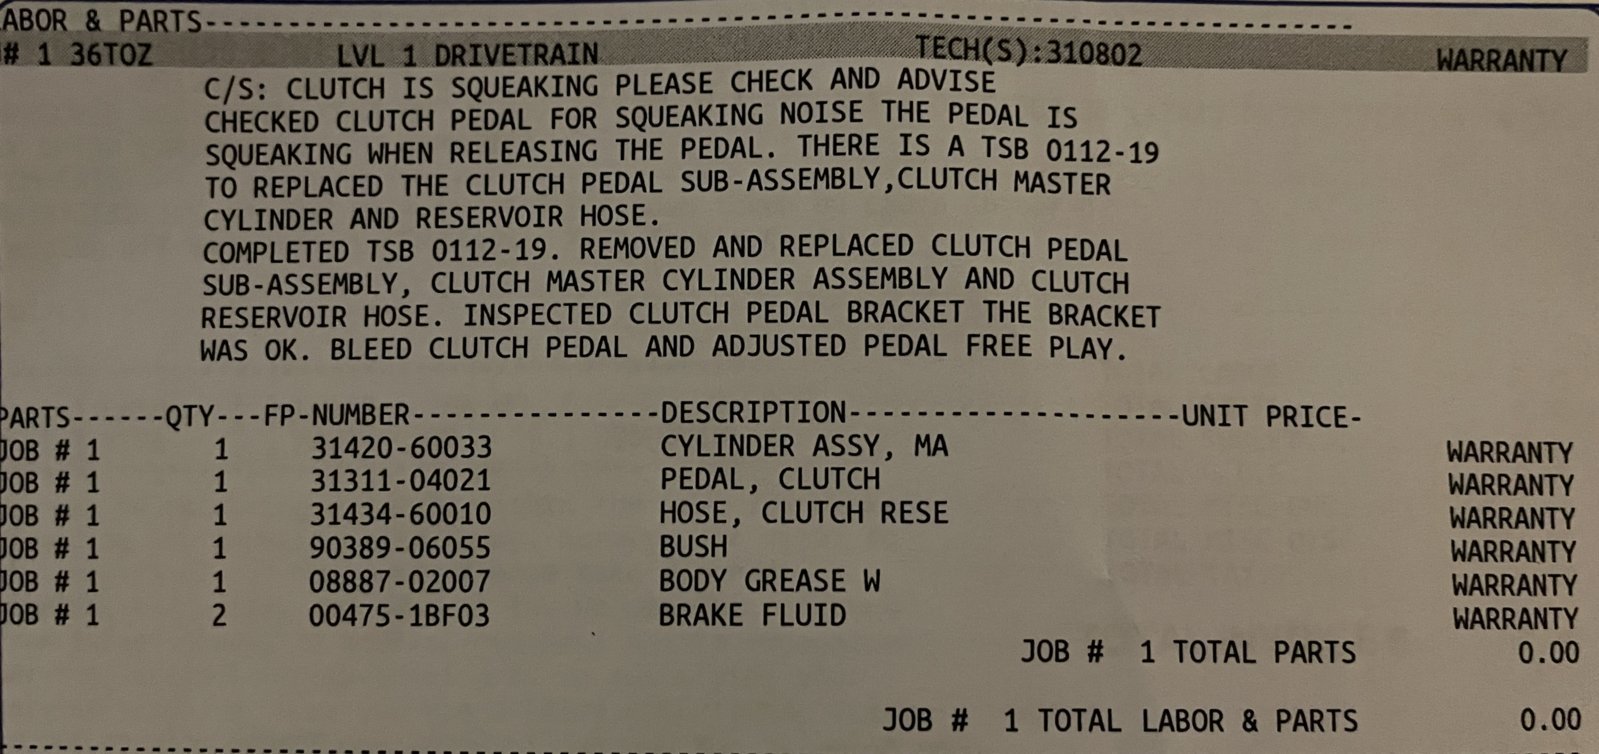 ABOR & PARTS----------------------------------------------------------------
# 1 36TOZ LVL 1 DRIVETRAIN TECH(S):310802 WARRANTY
C/S: CLUTCH IS SQUEAKING PLEASE CHECK AND ADVISE
CHECKED CLUTCH PEDAL FOR SQUEAKING NOISE THE PEDAL IS
SQUEAKING WHEN RELEASING THE PEDAL. THERE IS A TSB 0112-19
TO REPLACED THE CLUTCH PEDAL SUB-ASSEMBLY,CLUTCH MASTER
CYLINDER AND RESERVOIR HOSE.
COMPLETED TSB 0112-19. REMOVED AND REPLACED CLUTCH PEDAL
SUB-ASSEMBLY, CLUTCH MASTER CYLINDER ASSEMBLY AND CLUTCH
RESERVOIR HOSE. INSPECTED CLUTCH PEDAL BRACKET THE BRACKET
WAS OK. BLEED CLUTCH PEDAL AND ADJUSTED PEDAL FREE PLAY.
PARTS------QTY---FP-NUMBER---------------DESCRIPTION--------------------UNIT PRICE-
JOB # 1 1 31420-60033 CYLINDER ASSY, MA WARRANTY
JOB # 1 1 31311-04021 PEDAL, CLUTCH WARRANTY
JOB # 1 1 31434-60010 HOSE, CLUTCH RESE WARRANTY
JOB # 1 1 90389-06055 BUSH WARRANTY
JOB # 1 1 08887-02007 BODY GREASE W WARRANTY
JOB # 1 2 00475-1BF03 BRAKE FLUID WARRANTY
JOB # 1 TOTAL PARTS 0.00
JOB # 1 TOTAL LABOR & PARTS 0.00